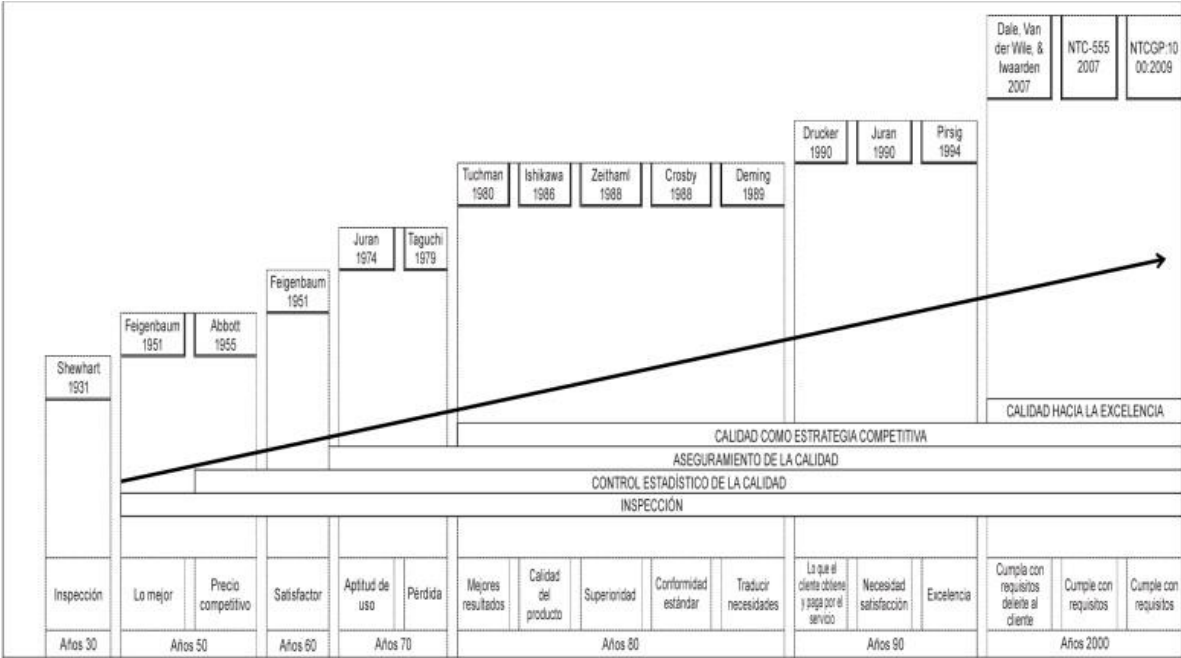 Dale, Van
der Wile, &
Iwaarden
2007
NTC-555
2007
NTCGP:10
00:2009
Drucker
1990
Juran
1990
Pirsig
1994
Tuchman
1980
Ishikawa
1986
Zeithaml
1988
Crosby
1988
Deming
1989
Juran
1974
Taguchi
1979
Feigenbaum
1951
Feigenbaum
1951
Abbott
1955
Shewhart
1931
CALIDAD HACIA LA EXCELENCIA
CALIDAD COMO ESTRATEGIA COMPETITIVA
ASEGURAMIENTO DE LA CALIDAD
CONTROL ESTADÍSTICO DE LA CALIDAD
INSPECCIÓN
Inspección
Lo mejor
Precio
competitivo
Satisfactor
Aptitud de
uso
Pérdida
Mejores
resultados
Calidad
del
producto
Superioridad
Conformidad
estándar
Traducir
necesidades
Lo que el
cliente obtiene
y paga por el
servicio
Necesidad
satisfacción
Excelencia
Cumpla con
requisitos
deleite al
cliente
Cumple con
requisitos
Cumple con
requisitos
Años 30
Años 50
Años 60
Años 70
Años 80
Años 90
Años 2000